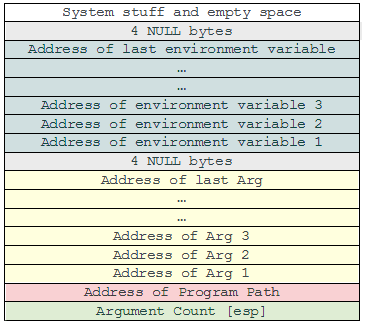 System stuff and empty space
4 NULL bytes
Address of last environment variable
…
…
Address of environment variable 3
Address of environment variable 2
Address of environment variable 1
4 NULL bytes
Address of last Arg
…
…
Address of Arg 3
Address of Arg 2
Address of Arg 1
Address of Program Path
Argument Count [esp]